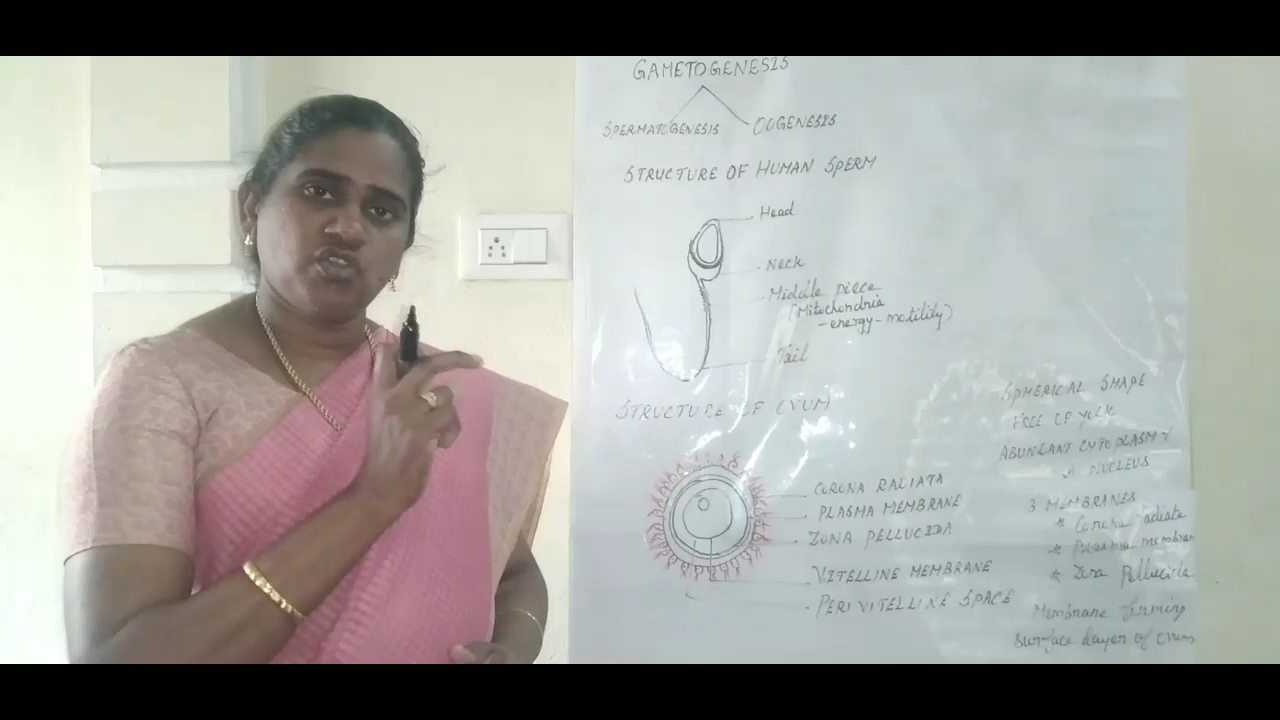 GAMETOGENESIS
SPERMATOGENESIS
OOGENESIS
STRUCTURE OF HUMAN SPERM
Head
Neck
Middle piece
(Mitochondria
- energy - motility)
Tail
STRUCTURE OF OVUM
CORONA RADIATA
PLASMA MEMBRANE
ZONA PELLUCIDA
VITELLINE MEMBRANE
PERIVITELLINE SPACE
SPHERICAL SHAPE
FREE OF YOLK
ABUNDANT CYTOPLASM
NUCLEUS
3 MEMBRANES
* Corona radiata
* Plasma membran
* Zona Pellucida
Membrane forming
surface layer of ovum